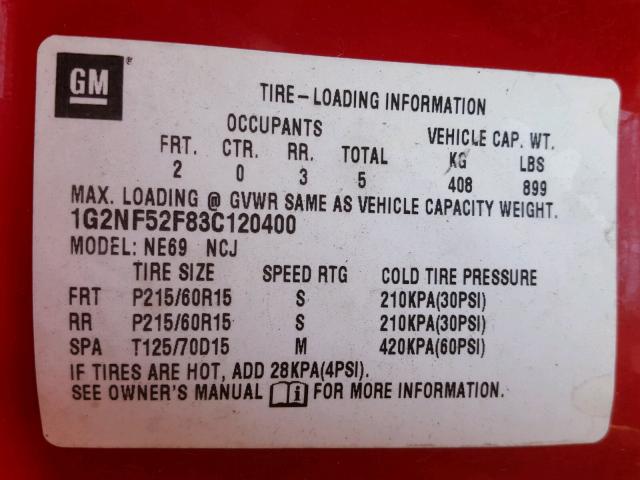 GM®
TIRE-LOADING INFORMATION
OCCUPANTS VEHICLE CAP. WT.
FRT. CTR. RR. TOTAL KG LBS
2 0 3 5 408 899
MAX. LOADING @ GVWR SAME AS VEHICLE CAPACITY WEIGHT.
1G2NF52F83C120400
MODEL: NE69 NCJ
TIRE SIZE SPEED RTG COLD TIRE PRESSURE
FRT P215/60R15 S 210KPA(30PSI)
RR P215/60R15 S 210KPA(30PSI)
SPA T125/70D15 M 420KPA(60PSI)
IF TIRES ARE HOT, ADD 28KPA(4PSI).
SEE OWNER'S MANUAL i FOR MORE INFORMATION.